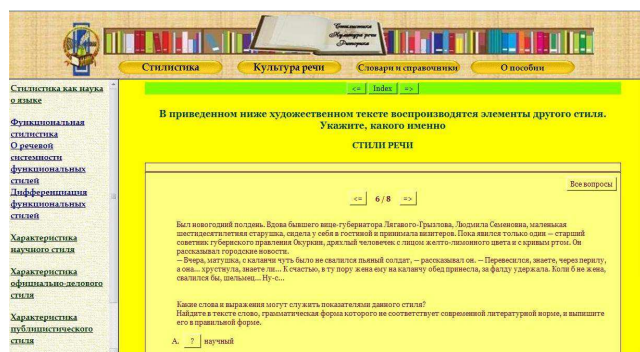 Стилистика
Культура речи
Риторика
Стилистика
Культура речи
Словари и справочники
О пособии
Стилистика как наука
о языке
Функциональная
стилистика
О речевой
системности
функциональных
стилей
Дифференциация
функциональных
стилей
Характеристика
научного стиля
Характеристика
официально-делового
стиля
Характеристика
публицистического
стиля
<= Index =>
В приведенном ниже художественном тексте воспроизводятся элементы другого стиля.
Укажите, какого именно
СТИЛИ РЕЧИ
Все вопросы
<= 6 / 8 =>
Был новогодний полдень. Вдова бывшего вице-губернатора Лягавого-Грызлова, Людмила Семеновна, маленькая
шестидесятилетняя старушка, сидела у себя в гостиной и принимала визитеров. Пока явился только один – старший
советник губернского правления Окуркин, дряхлый человечек с лицом желто-лимонного цвета и с кривым ртом. Он
рассказывал городские новости.
– Вчера, матушка, с каланчи чуть было не свалился пьяный солдат, – рассказывал он. – Перевесился, знаете, через перилу,
а она... хрустнула, знаете ли... К счастью, в ту пору жена ему на каланчу обед принесла, за фалду удержала. Коли б не жена,
свалился бы, шельмец... Ну-с...
Какие слова и выражения могут служить показателями данного стиля?
Найдите в тексте слово, грамматическая форма которого не соответствует современной литературной норме, и выпишите
его в правильной форме.
A. ? научный